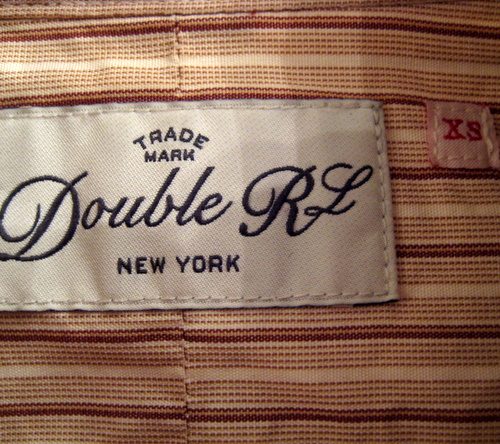 TRADE
MARK
Double RL
NEW YORK
XS